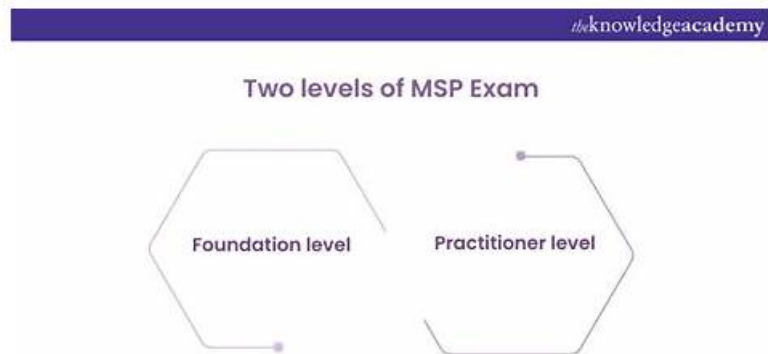 theknowledgeacademy
Two levels of MSP Exam
Foundation level
Practitioner level